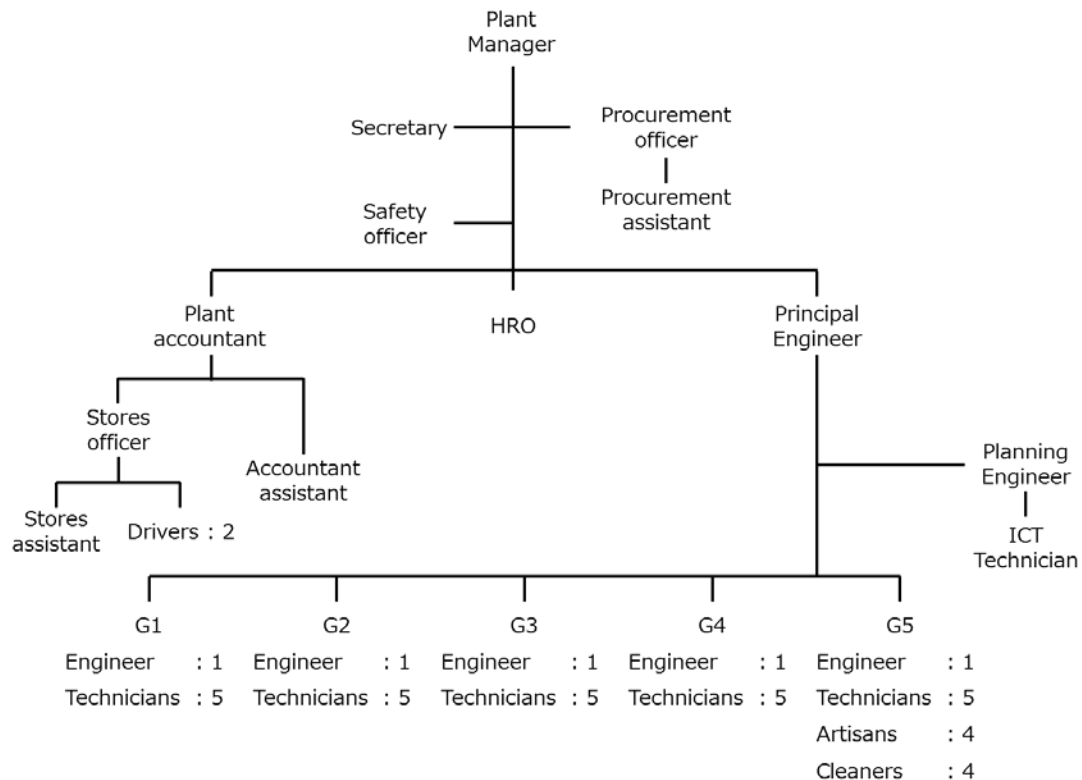 Plant
Manager
Secretary
Procurement
officer
Procurement
assistant
Safety
officer
Plant
accountant
HRO
Principal
Engineer
Stores
officer
Accountant
assistant
Planning
Engineer
Stores
assistant
Drivers : 2
ICT
Technician
G1 G2 G3 G4 G5
Engineer : 1 Engineer : 1 Engineer : 1 Engineer : 1 Engineer : 1
Technicians : 5 Technicians : 5 Technicians : 5 Technicians : 5 Technicians : 5
Artisans : 4
Cleaners : 4